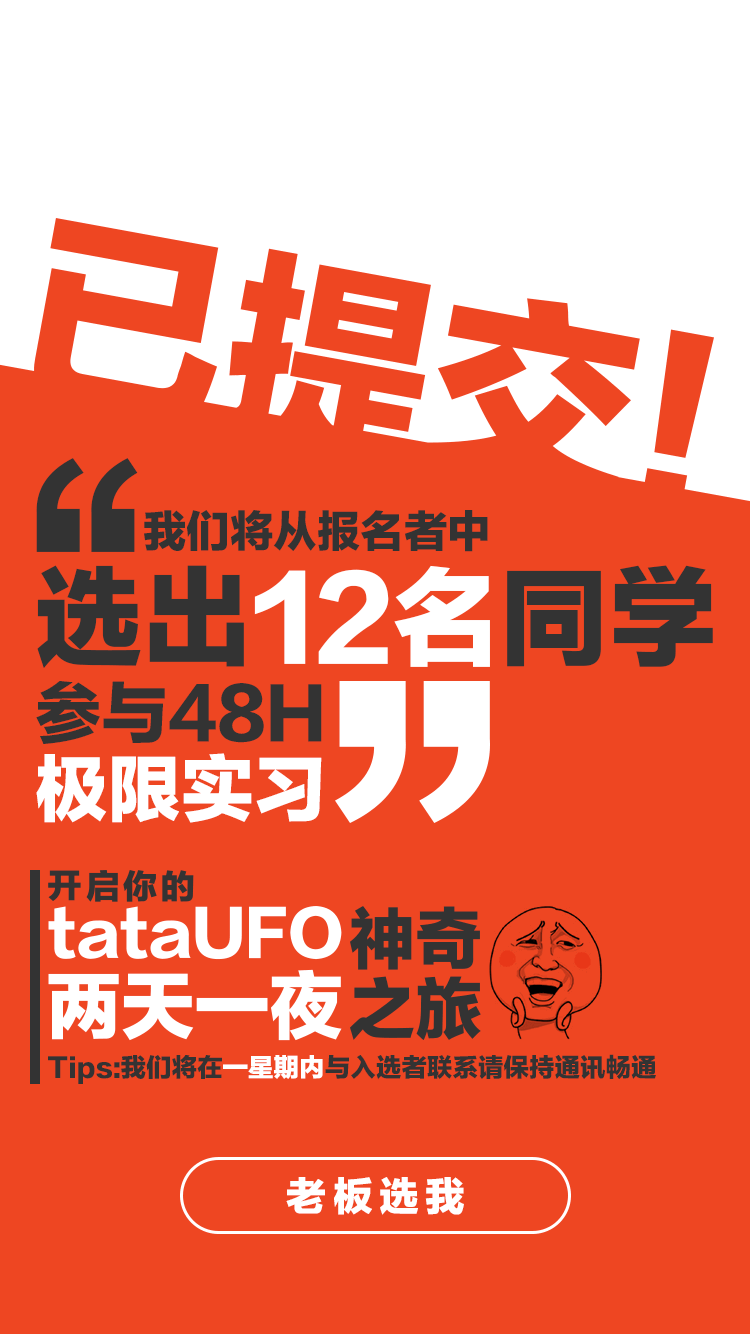 已提交!
“我们将从报名者中
选出12名同学
参与48H
极限实习”
开启你的
tataUFO神奇
两天一夜之旅
Tips:我们将在一星期内与入选者联系请保持通讯畅通
老板选我